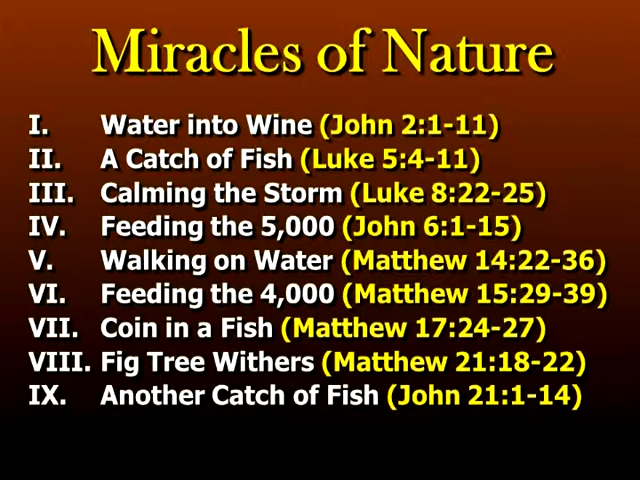 Miracles of Nature
I. Water into Wine (John 2:1-11)
II. A Catch of Fish (Luke 5:4-11)
III. Calming the Storm (Luke 8:22-25)
IV. Feeding the 5,000 (John 6:1-15)
V. Walking on Water (Matthew 14:22-36)
VI. Feeding the 4,000 (Matthew 15:29-39)
VII. Coin in a Fish (Matthew 17:24-27)
VIII. Fig Tree Withers (Matthew 21:18-22)
IX. Another Catch of Fish (John 21:1-14)